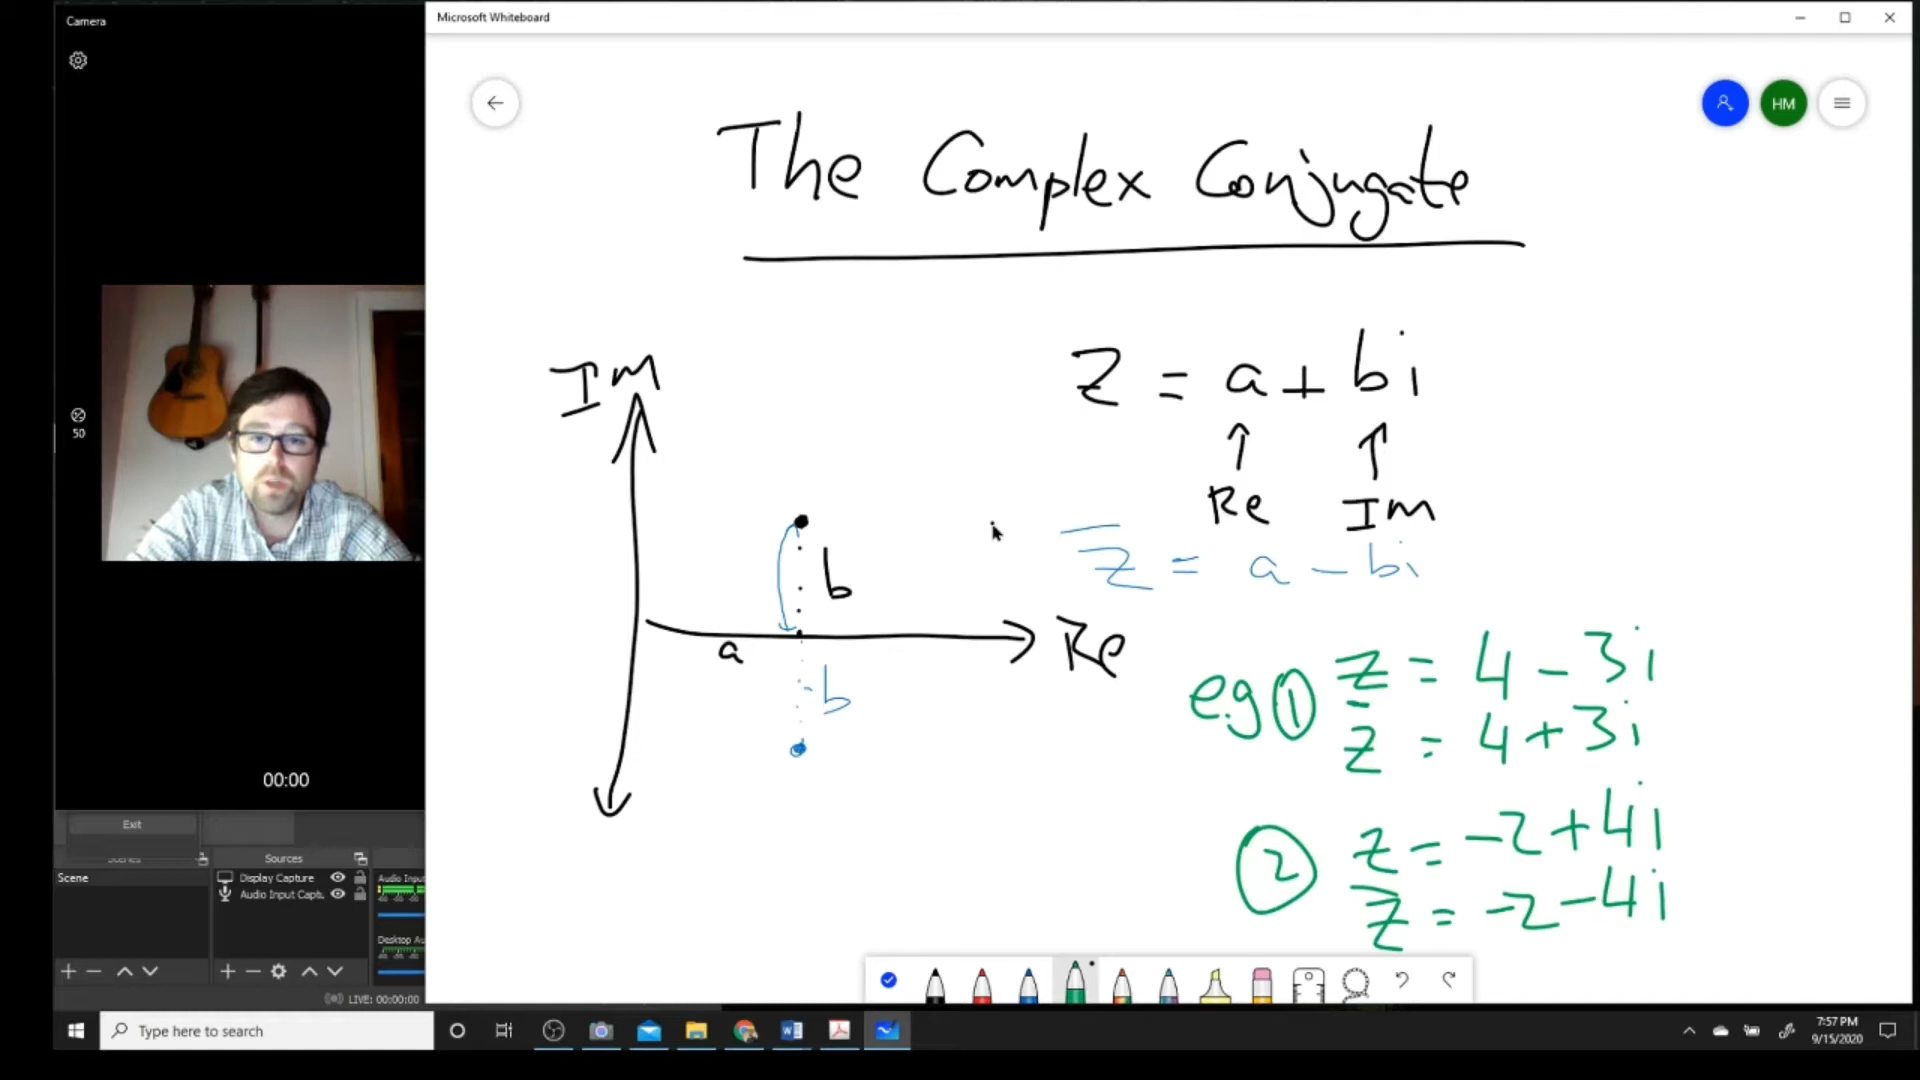 Camera
Microsoft Whiteboard
HM
The Complex Conjugate
Im
z = a + bi
Re Im
z̅ = a - bi
b
a
Re
-b
e.g ① z = 4 - 3i
z̅ = 4 + 3i
② z = -2 + 4i
z̅ = -2 - 4i
50
00:00
Exit
Scenes
Sources
Scene
Display Capture
Audio Input Capt
Audio Input
Desktop Au
LIVE: 00:00:00
Type here to search
7:57 PM
9/15/2020